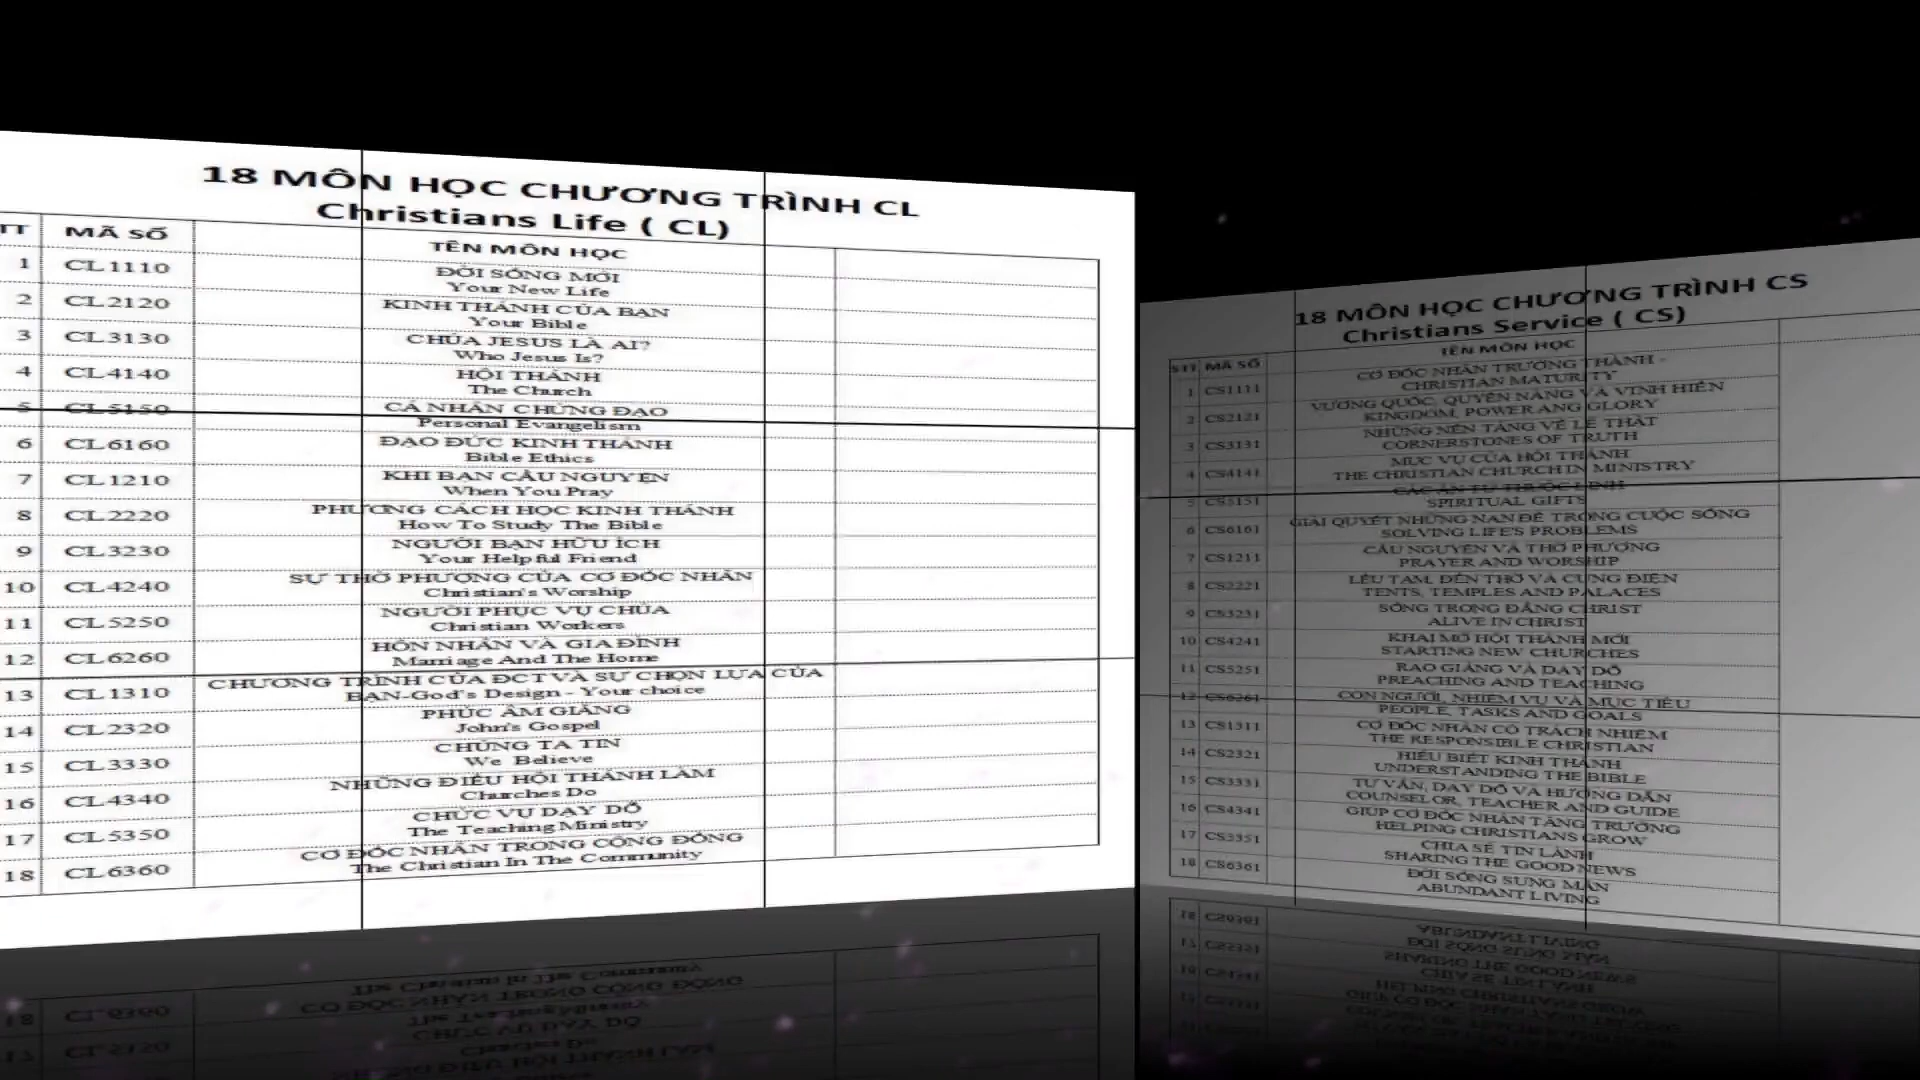 18 MÔN HỌC CHƯƠNG TRÌNH CL
Christians Life ( CL)
TT MÃ SỐ TÊN MÔN HỌC
1 CL1110 ĐỜI SỐNG MỚI
Your New Life
2 CL2120 KINH THÁNH CỦA BẠN
Your Bible
3 CL3130 CHÚA JESUS LÀ AI?
Who Jesus Is?
4 CL4140 HỘI THÁNH
The Church
5 CL5150 CÁ NHÂN CHỨNG ĐẠO
Personal Evangelism
6 CL6160 ĐẠO ĐỨC KINH THÁNH
Bible Ethics
7 CL1210 KHI BẠN CẦU NGUYỆN
When You Pray
8 CL2220 PHƯƠNG CÁCH HỌC KINH THÁNH
How To Study The Bible
9 CL3230 NGƯỜI BẠN HỮU ÍCH
Your Helpful Friend
10 CL4240 SỰ THỜ PHƯỢNG CỦA CƠ ĐỐC NHÂN
Christian's Worship
11 CL5250 NGƯỜI PHỤC VỤ CHÚA
Christian Workers
12 CL6260 HÔN NHÂN VÀ GIA ĐÌNH
Marriage And The Home
13 CL1310 CHƯƠNG TRÌNH CỦA ĐCT VÀ SỰ CHỌN LỰA CỦA
BẠN-God's Design - Your choice
14 CL2320 PHÚC ÂM GIĂNG
John's Gospel
15 CL3330 CHÚNG TA TIN
We Believe
16 CL4340 NHỮNG ĐIỀU HỘI THÁNH LÀM
Churches Do
17 CL5350 CHỨC VỤ DẠY DỖ
The Teaching Ministry
18 CL6360 CƠ ĐỐC NHÂN TRONG CỘNG ĐỒNG
The Christian In The Community
18 MÔN HỌC CHƯƠNG TRÌNH CS
Christians Service ( CS)
STT MÃ SỐ TÊN MÔN HỌC
1 CS1111 CƠ ĐỐC NHÂN TRƯỞNG THÀNH -
CHRISTIAN MATURITY
2 CS2121 VƯƠNG QUỐC, QUYỀN NĂNG VÀ VINH HIỂN
KINGDOM, POWER ANG GLORY
3 CS3131 NHỮNG NỀN TẢNG VỀ LẼ THẬT
CORNERSTONES OF TRUTH
4 CS4141 MỤC VỤ CỦA HỘI THÁNH
THE CHRISTIAN CHURCH IN MINISTRY
5 CS5151 CÁC ÂN TỨ THUỘC LINH
SPIRITUAL GIFTS
6 CS6161 GIẢI QUYẾT NHỮNG NAN ĐỀ TRONG CUỘC SỐNG
SOLVING LIFE'S PROBLEMS
7 CS1211 CẦU NGUYỆN VÀ THỜ PHƯỢNG
PRAYER AND WORSHIP
8 CS2221 LỀU TẠM, ĐỀN THỜ VÀ CUNG ĐIỆN
TENTS, TEMPLES AND PALACES
9 CS3231 SỐNG TRONG ĐẤNG CHRIST
ALIVE IN CHRIST
10 CS4241 KHAI MỞ HỘI THÁNH MỚI
STARTING NEW CHURCHES
11 CS5251 RAO GIẢNG VÀ DẠY DỖ
PREACHING AND TEACHING
12 CS6261 CON NGƯỜI, NHIỆM VỤ VÀ MỤC TIÊU
PEOPLE, TASKS AND GOALS
13 CS1311 CƠ ĐỐC NHÂN CÓ TRÁCH NHIỆM
THE RESPONSIBLE CHRISTIAN
14 CS2321 HIỂU BIẾT KINH THÁNH
UNDERSTANDING THE BIBLE
15 CS3331 TƯ VẤN, DẠY DỖ VÀ HƯỚNG DẪN
COUNSELOR, TEACHER AND GUIDE
16 CS4341 GIÚP CƠ ĐỐC NHÂN TĂNG TRƯỞNG
HELPING CHRISTIANS GROW
17 CS5351 CHIA SẺ TIN LÀNH
SHARING THE GOOD NEWS
18 CS6361 ĐỜI SỐNG SUNG MÃN
ABUNDANT LIVING